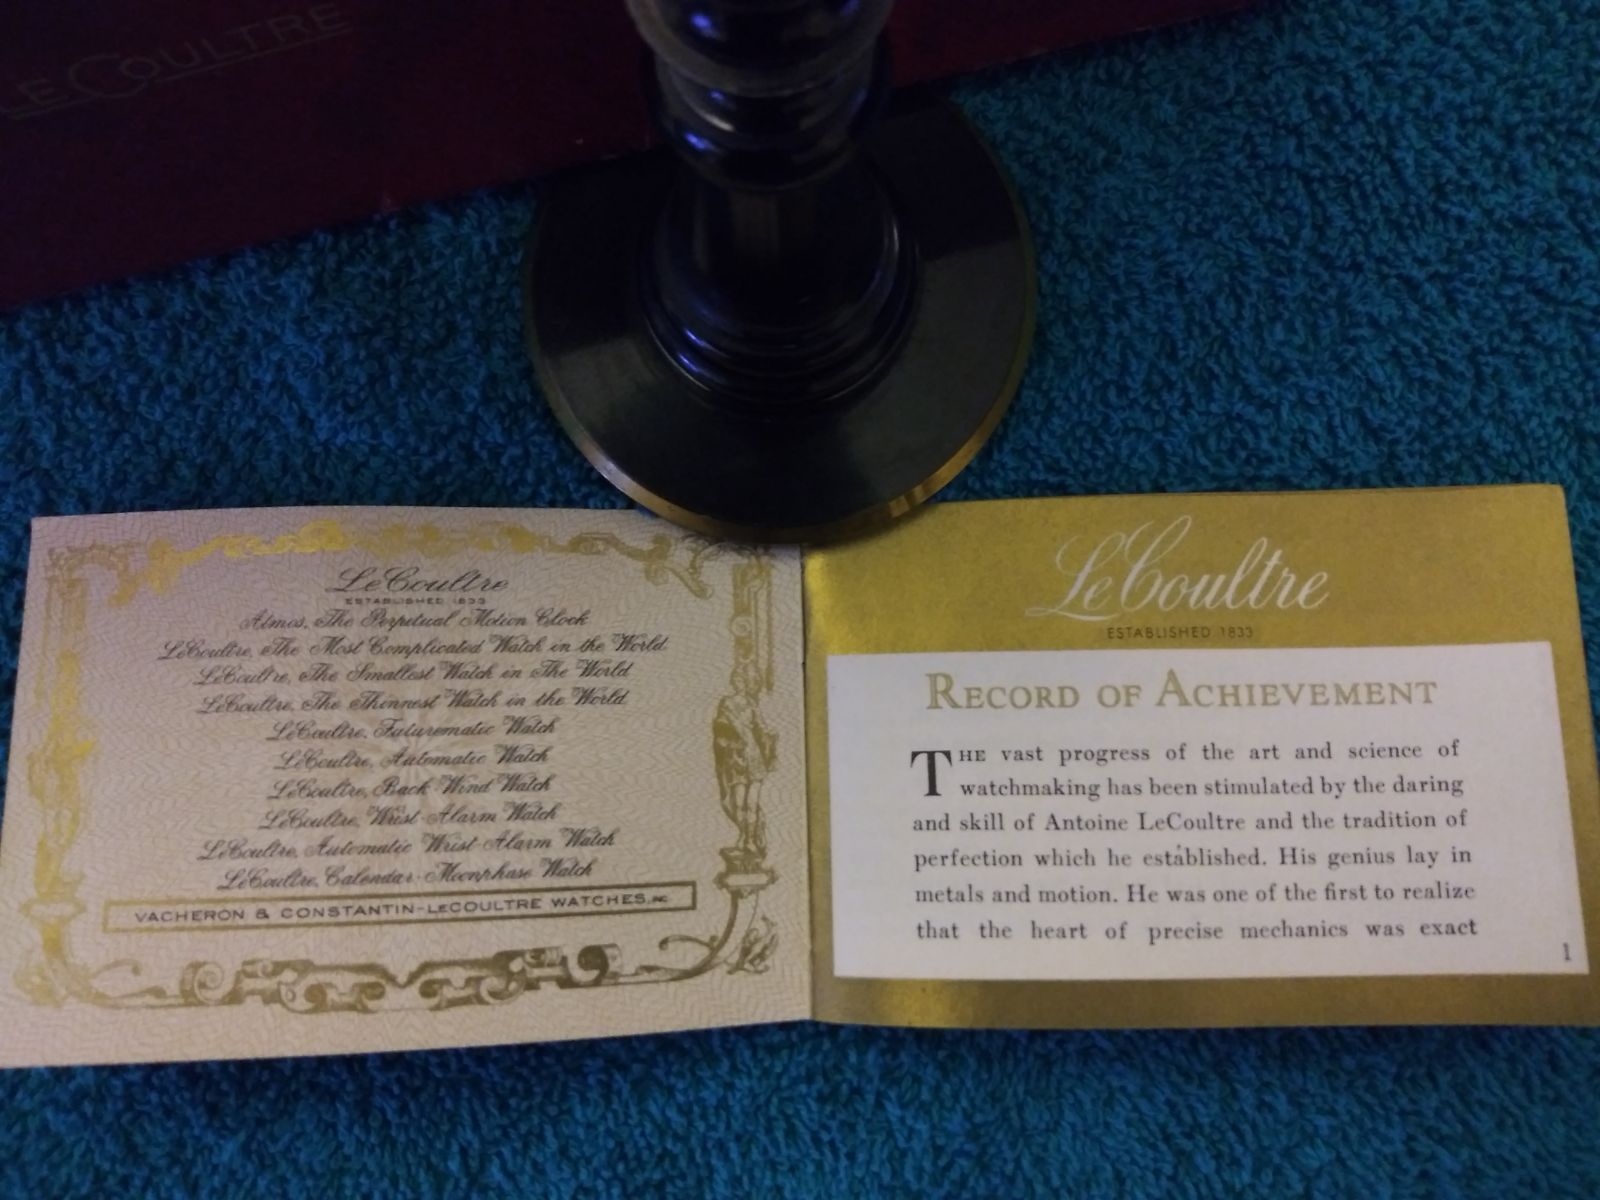 LE COULTRE
LeCoultre
ESTABLISHED 1833
Atmos, The Perpetual Motion Clock
LeCoultre, The Most Complicated Watch in the World
LeCoultre, The Smallest Watch in The World
LeCoultre, The Thinnest Watch in the World
LeCoultre, Futurematic Watch
LeCoultre, Automatic Watch
LeCoultre, Back Wind Watch
LeCoultre, Wrist-Alarm Watch
LeCoultre, Automatic Wrist-Alarm Watch
LeCoultre, Calendar-Moonphase Watch
VACHERON & CONSTANTIN-LECOULTRE WATCHES, INC.
LeCoultre
ESTABLISHED 1833
RECORD OF ACHIEVEMENT
THE vast progress of the art and science of
watchmaking has been stimulated by the daring
and skill of Antoine LeCoultre and the tradition of
perfection which he established. His genius lay in
metals and motion. He was one of the first to realize
that the heart of precise mechanics was exact
1